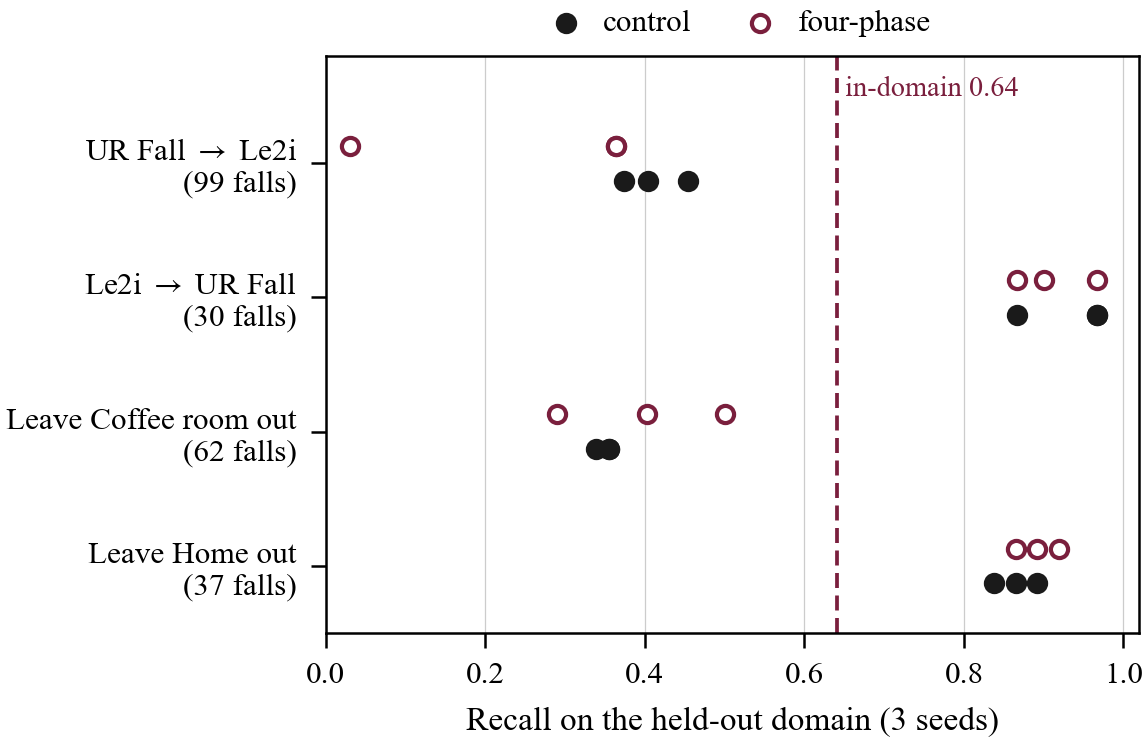 control
four-phase
in-domain 0.64
UR Fall → Le2i
(99 falls)
Le2i → UR Fall
(30 falls)
Leave Coffee room out
(62 falls)
Leave Home out
(37 falls)
0.0 0.2 0.4 0.6 0.8 1.0
Recall on the held-out domain (3 seeds)